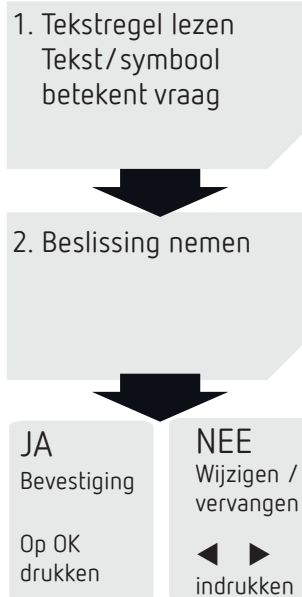 1. Tekstregel lezen
Tekst/symbool
betekent vraag
2. Beslissing nemen
JA
Bevestiging
Op OK
drukken
NEE
Wijzigen /
vervangen
◀ ▶
indrukken